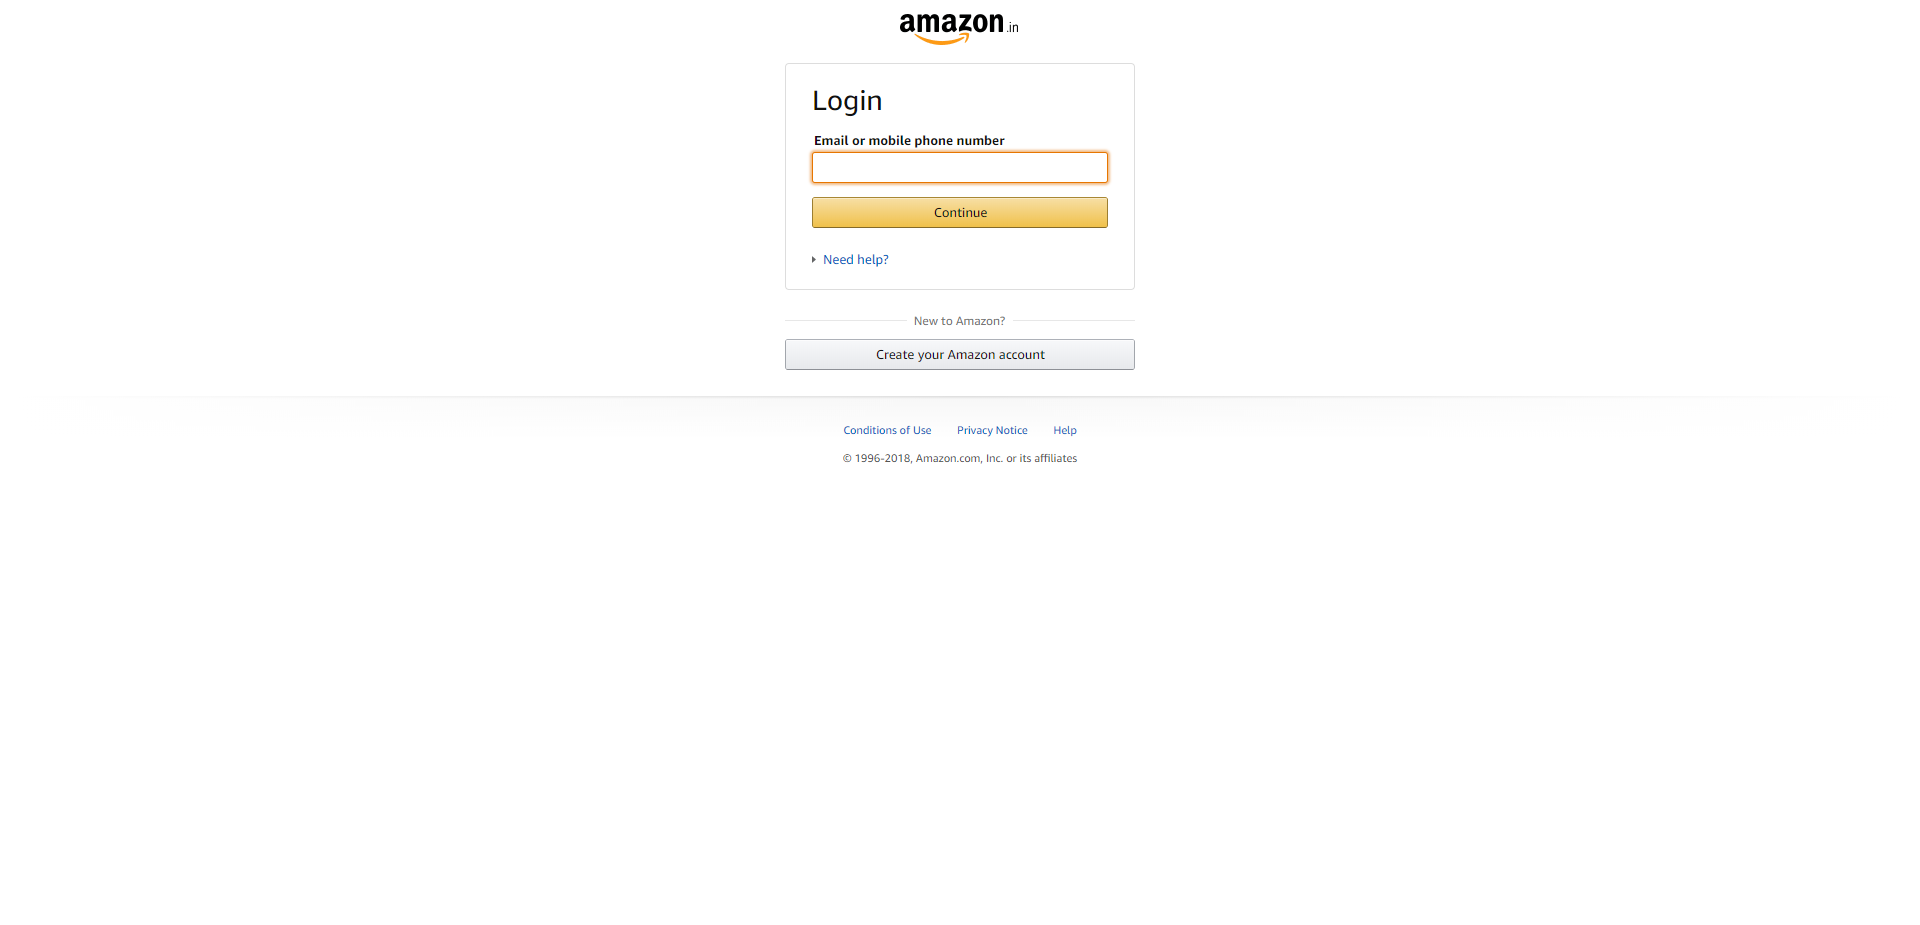 amazon.in
Login
Email or mobile phone number
Continue
Need help?
New to Amazon?
Create your Amazon account
Conditions of Use Privacy Notice Help
© 1996-2018, Amazon.com, Inc. or its affiliates